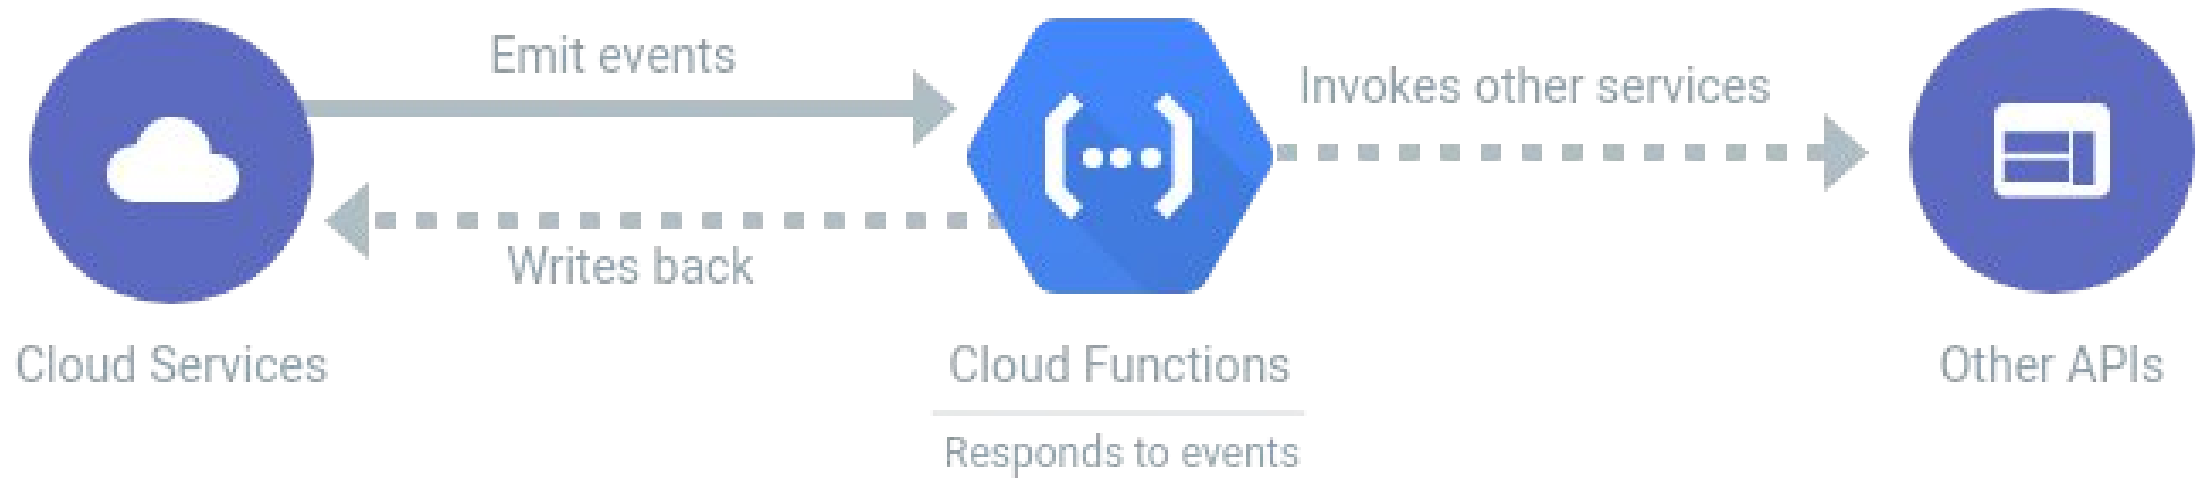 Emit events
Invokes other services
Writes back
Cloud Services
Cloud Functions
Other APIs
Responds to events